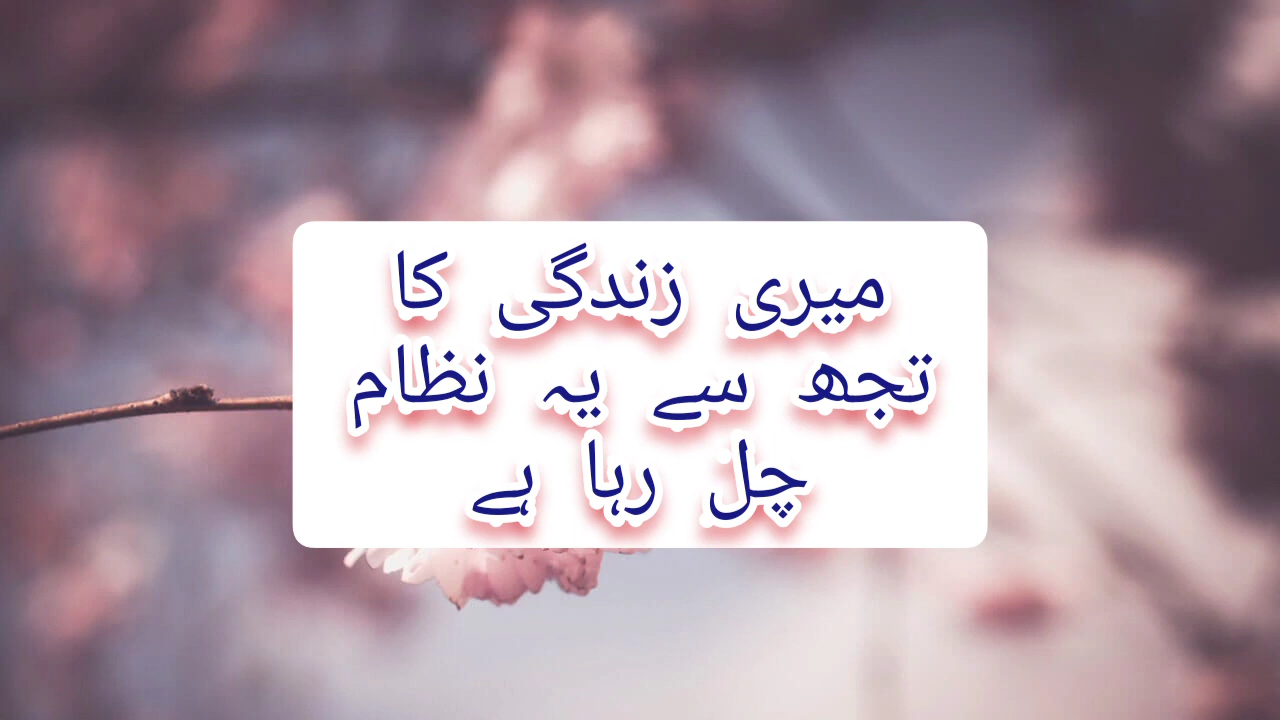 میری زندگی کا
تجھ سے یہ نظام
چل رہا ہے